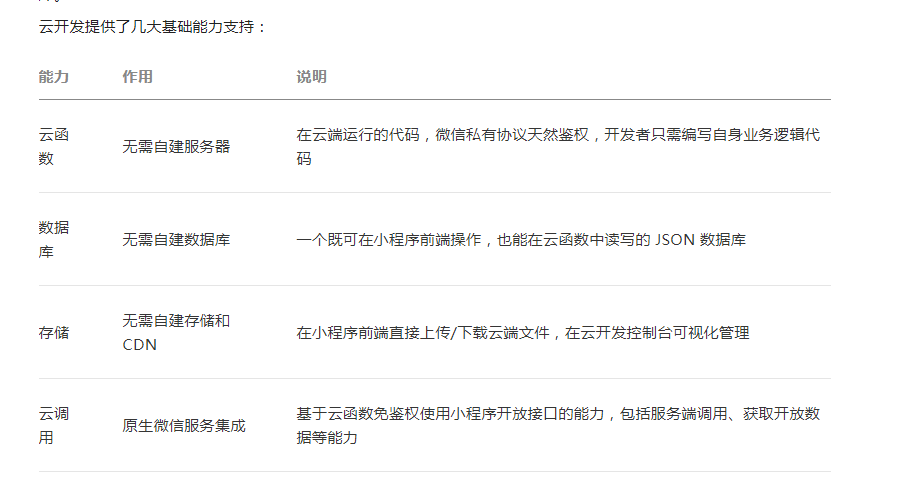 云开发提供了几大基础能力支持：
能力 作用 说明
云函
数
无需自建服务器
在云端运行的代码，微信私有协议天然鉴权，开发者只需编写自身业务逻辑代
码
数据
库
无需自建数据库
一个既可在小程序前端操作，也能在云函数中读写的 JSON 数据库
存储
无需自建存储和
CDN
在小程序前端直接上传/下载云端文件，在云开发控制台可视化管理
云调
用
原生微信服务集成
基于云函数免鉴权使用小程序开放接口的能力，包括服务端调用、获取开放数
据等能力